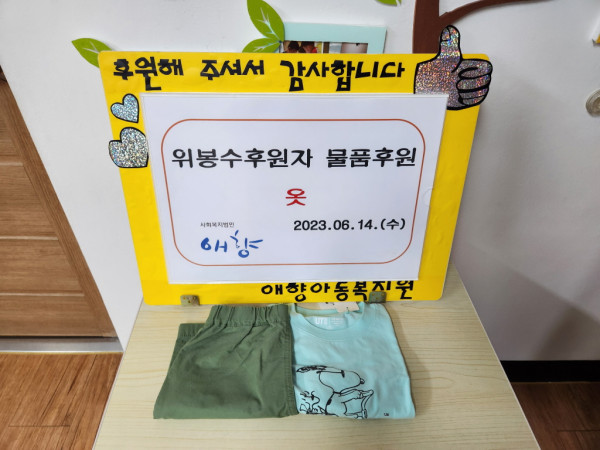 후원해 주셔서 감사합니다
위봉수후원자 물품후원
옷
사회복지법인
애향
2023.06.14.(수)
애향아동복지원